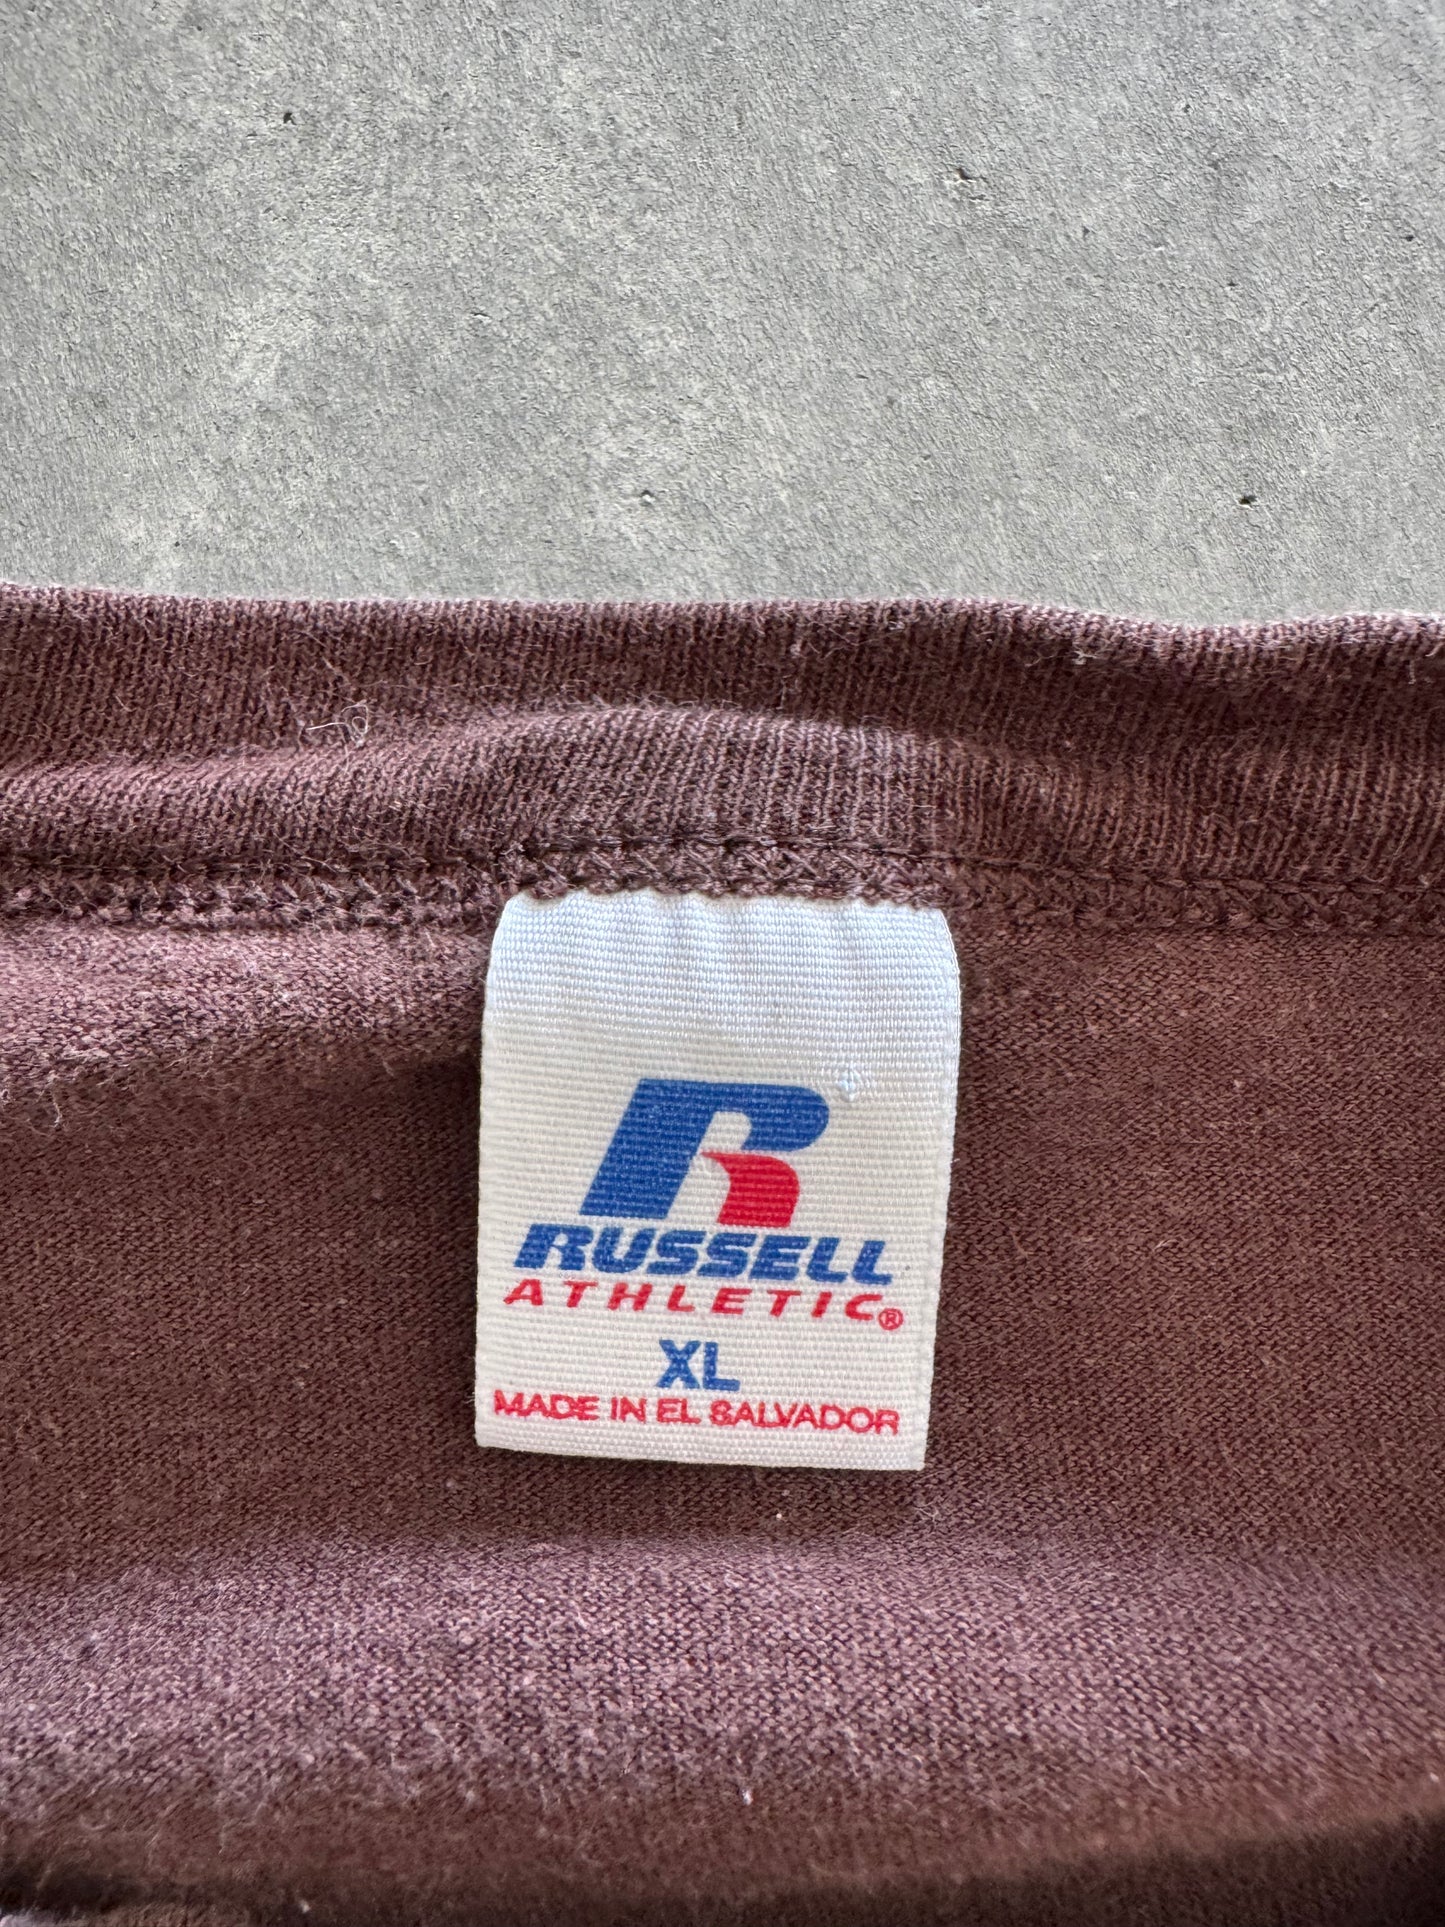 R
RUSSELL
ATHLETIC®
XL
MADE IN EL SALVADOR